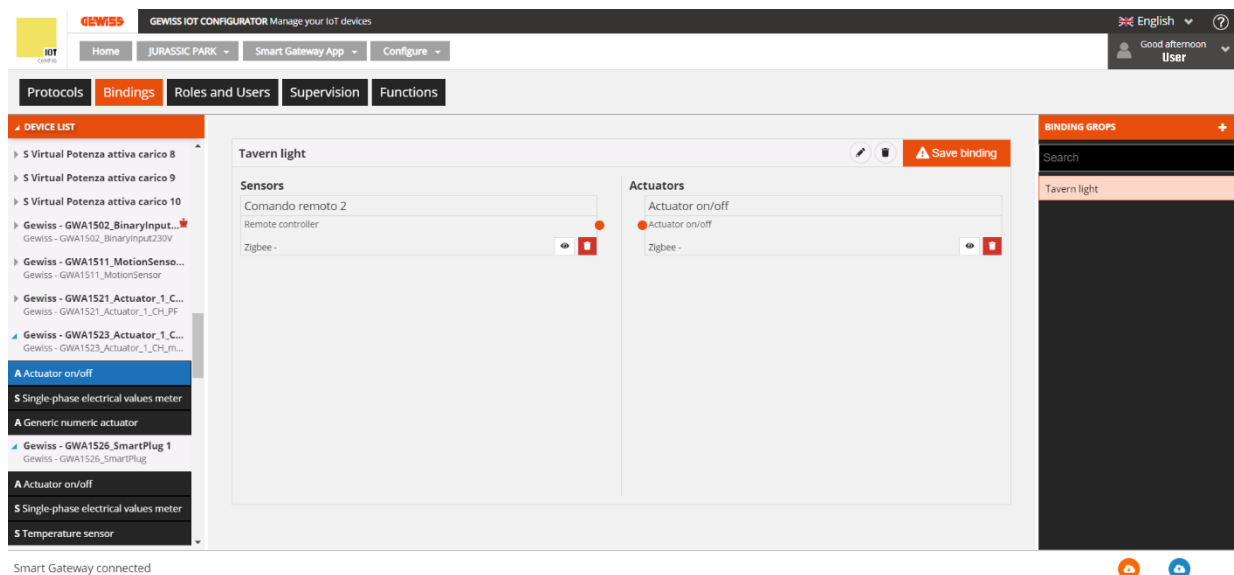 GEWISS
GEWISS IOT CONFIGURATOR Manage your IoT devices
English
?
IOT
CONFIG
Home
JURASSIC PARK
Smart Gateway App
Configure
Good afternoon
User
Protocols
Bindings
Roles and Users
Supervision
Functions
DEVICE LIST
S Virtual Potenza attiva carico 8
S Virtual Potenza attiva carico 9
S Virtual Potenza attiva carico 10
Gewiss - GWA1502_BinaryInput...
Gewiss - GWA1502_BinaryInput230V
Gewiss - GWA1511_MotionSenso...
Gewiss - GWA1511_MotionSensor
Gewiss - GWA1521_Actuator_1_C...
Gewiss - GWA1521_Actuator_1_CH_PF
Gewiss - GWA1523_Actuator_1_C...
Gewiss - GWA1523_Actuator_1_CH_m...
A Actuator on/off
S Single-phase electrical values meter
A Generic numeric actuator
Gewiss - GWA1526_SmartPlug 1
Gewiss - GWA1526_SmartPlug
A Actuator on/off
S Single-phase electrical values meter
S Temperature sensor
Tavern light
Save binding
Sensors
Comando remoto 2
Remote controller
Zigbee -
Actuators
Actuator on/off
Actuator on/off
Zigbee -
BINDING GROPS
+
Search
Tavern light
Smart Gateway connected